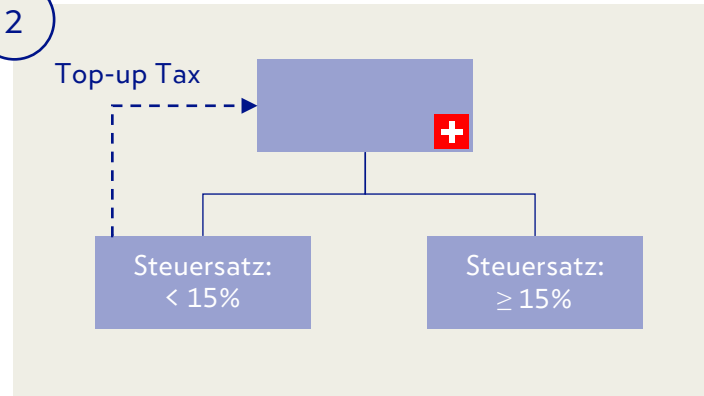 2
Top-up Tax
Steuersatz:
< 15%
Steuersatz:
≥ 15%